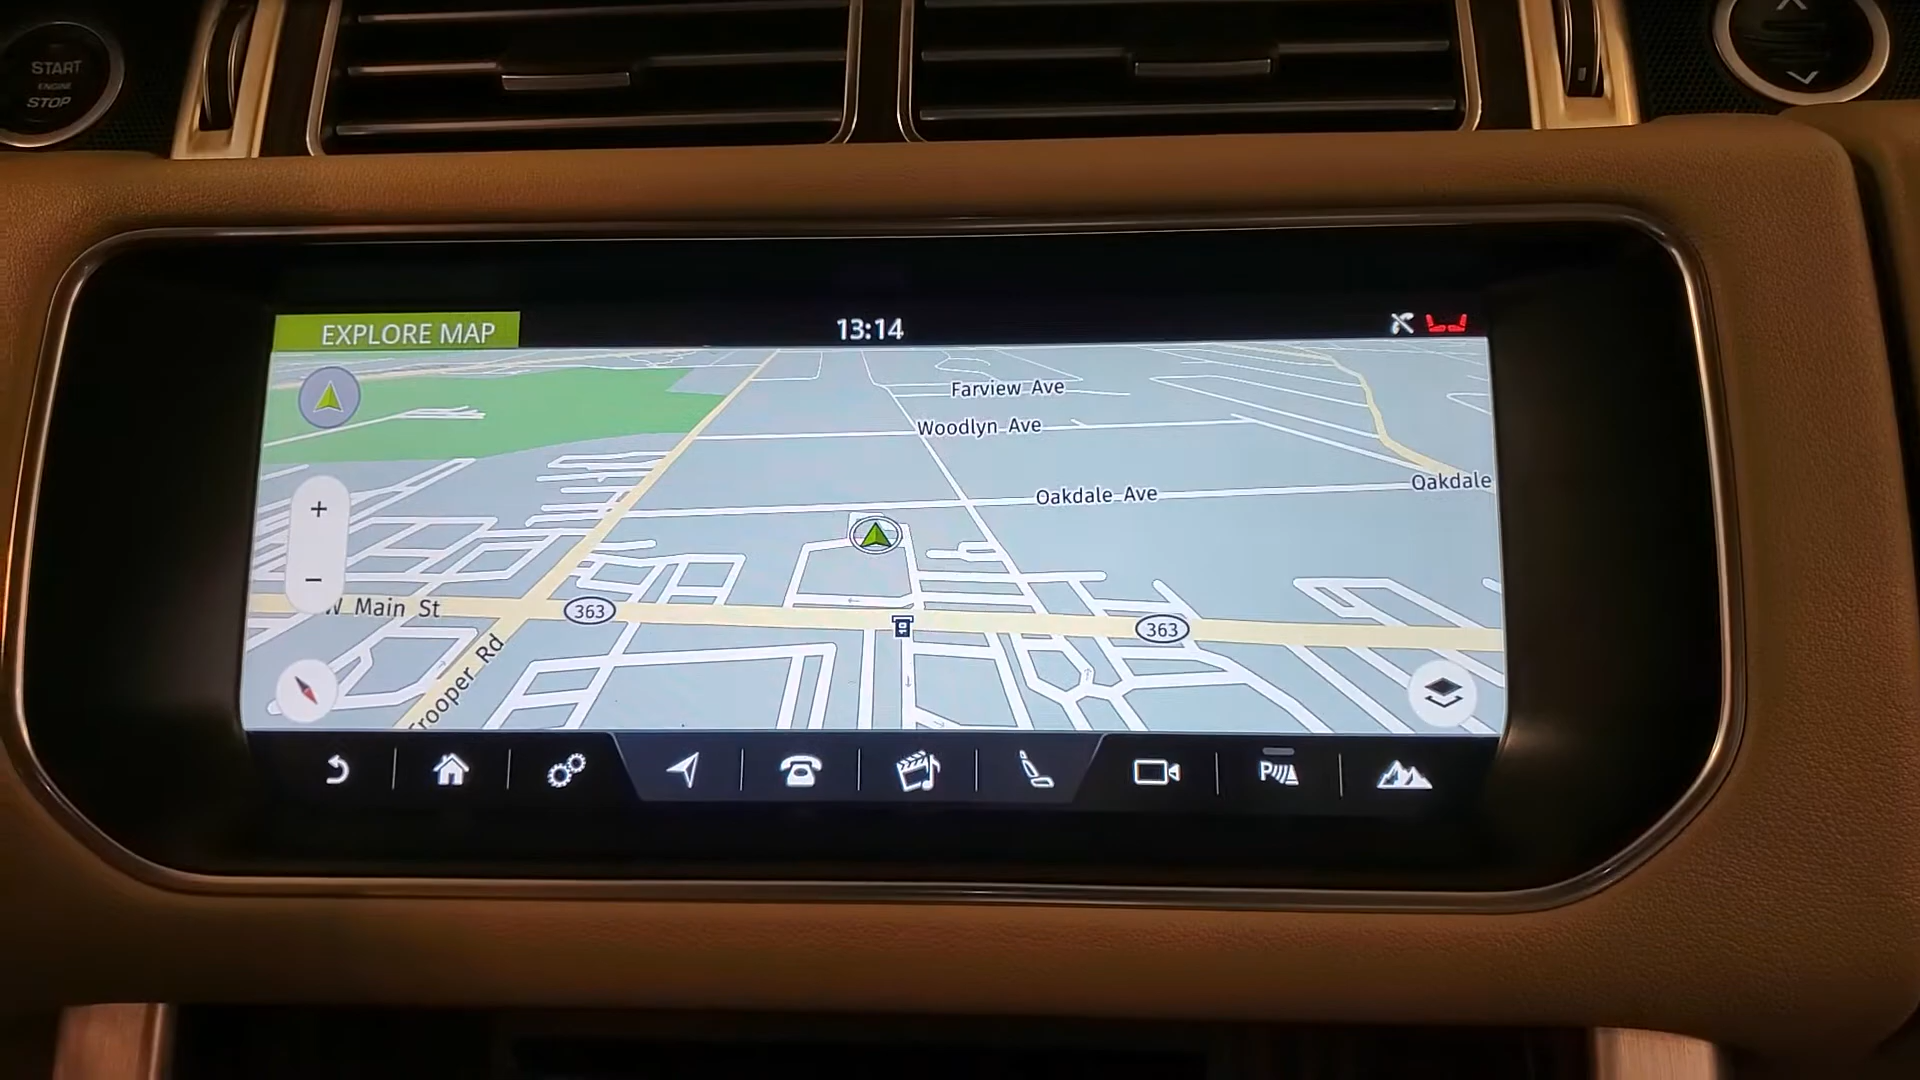 START
ENGINE
STOP
EXPLORE MAP
13:14
Farview Ave
Woodlyn Ave
Oakdale Ave
Oakdale
+
−
W Main St
363
363
Trooper Rd
P